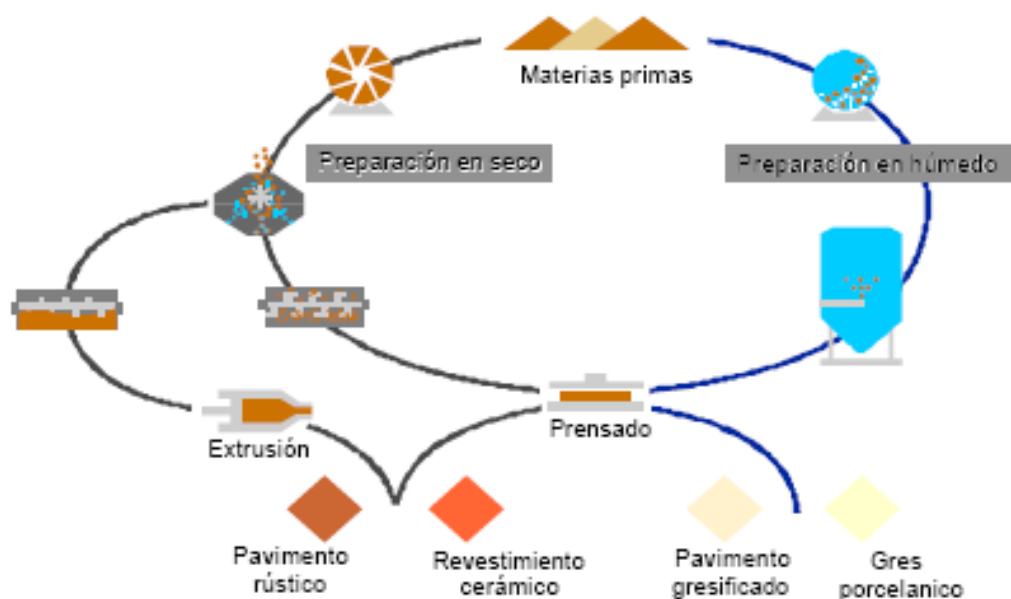 Materias primas
Preparación en seco
Preparación en húmedo
Extrusión
Prensado
Pavimento
rústico
Revestimiento
cerámico
Pavimento
gresificado
Gres
porcelanico